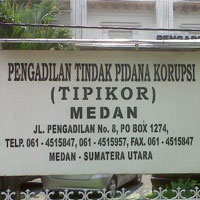 PENGADILAN TINDAK PIDANA KORUPSI
(TIPIKOR)
MEDAN
JL. PENGADILAN No. 8, PO BOX 1274,
TELP. 061 - 4515847, 061 - 4515957, FAX. 061 - 4515847
MEDAN - SUMATERA UTARA